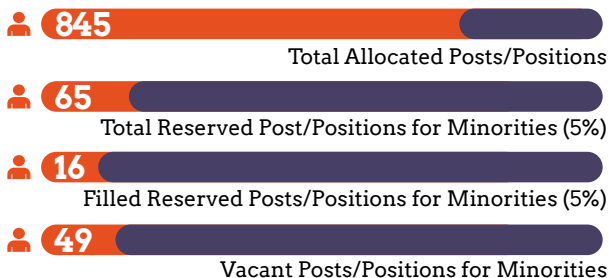 845
Total Allocated Posts/Positions
65
Total Reserved Post/Positions for Minorities (5%)
16
Filled Reserved Posts/Positions for Minorities (5%)
49
Vacant Posts/Positions for Minorities